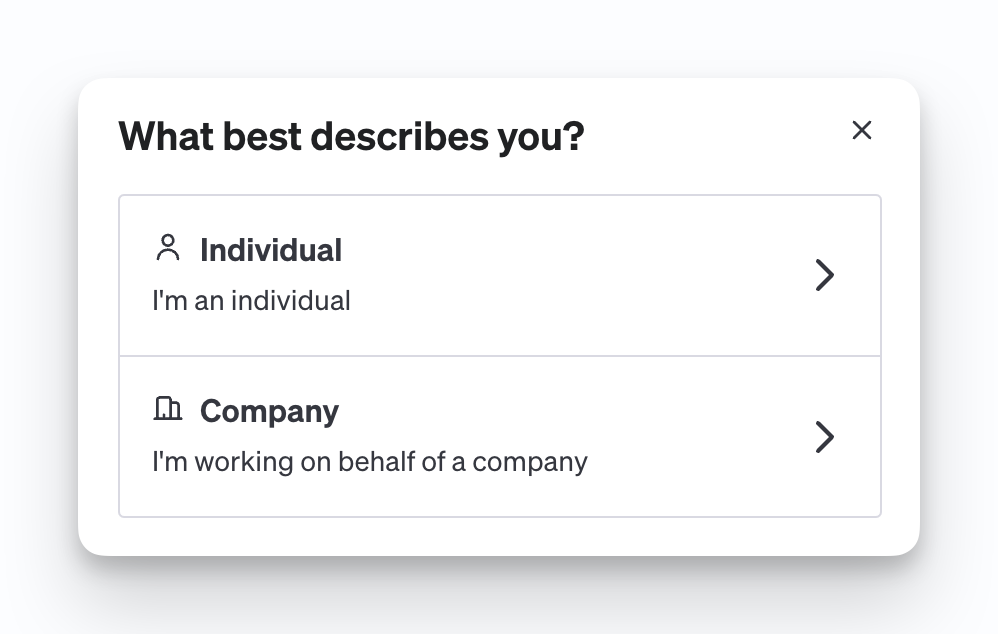 What best describes you?
Individual
I'm an individual
Company
I'm working on behalf of a company